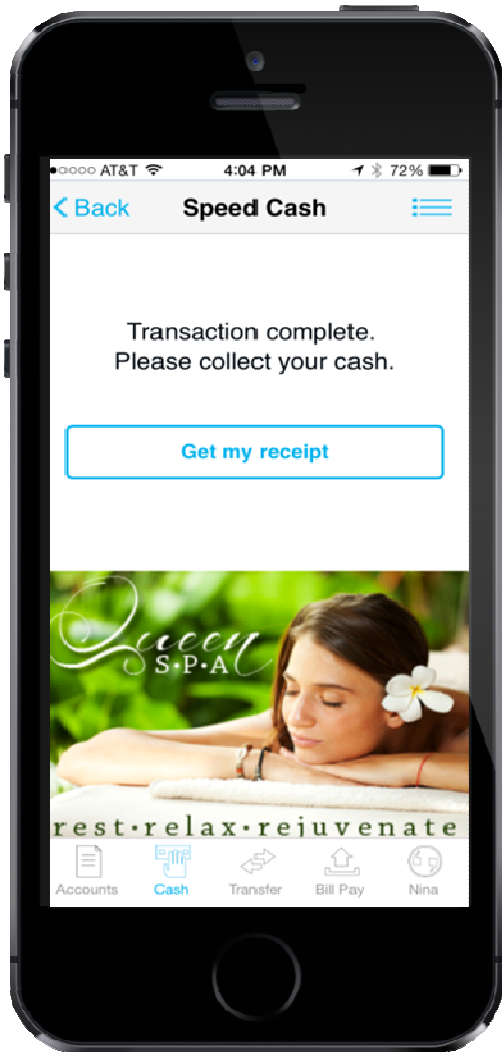 AT&T 4:04 PM 72%
Back Speed Cash
Transaction complete.
Please collect your cash.
Get my receipt
Queen
S•P•A
rest•relax•rejuvenate
Accounts Cash Transfer Bill Pay Nina